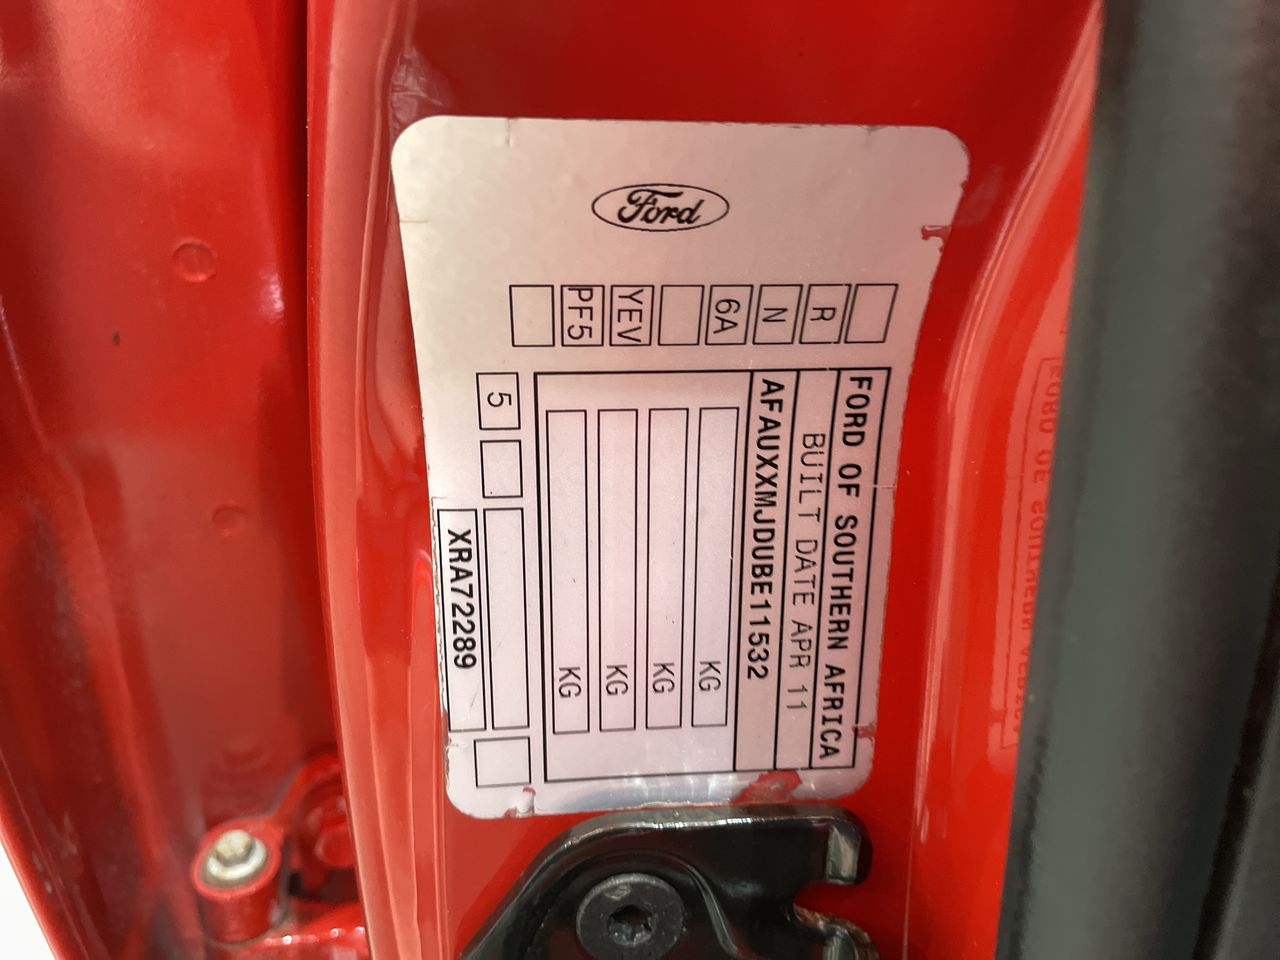 Ford
R
N
6A
YEV
PF5
FORD OF SOUTHERN AFRICA
BUILT DATE APR 11
AFAUXXMJDUBE11532
KG
KG
KG
KG
5
XRA72289